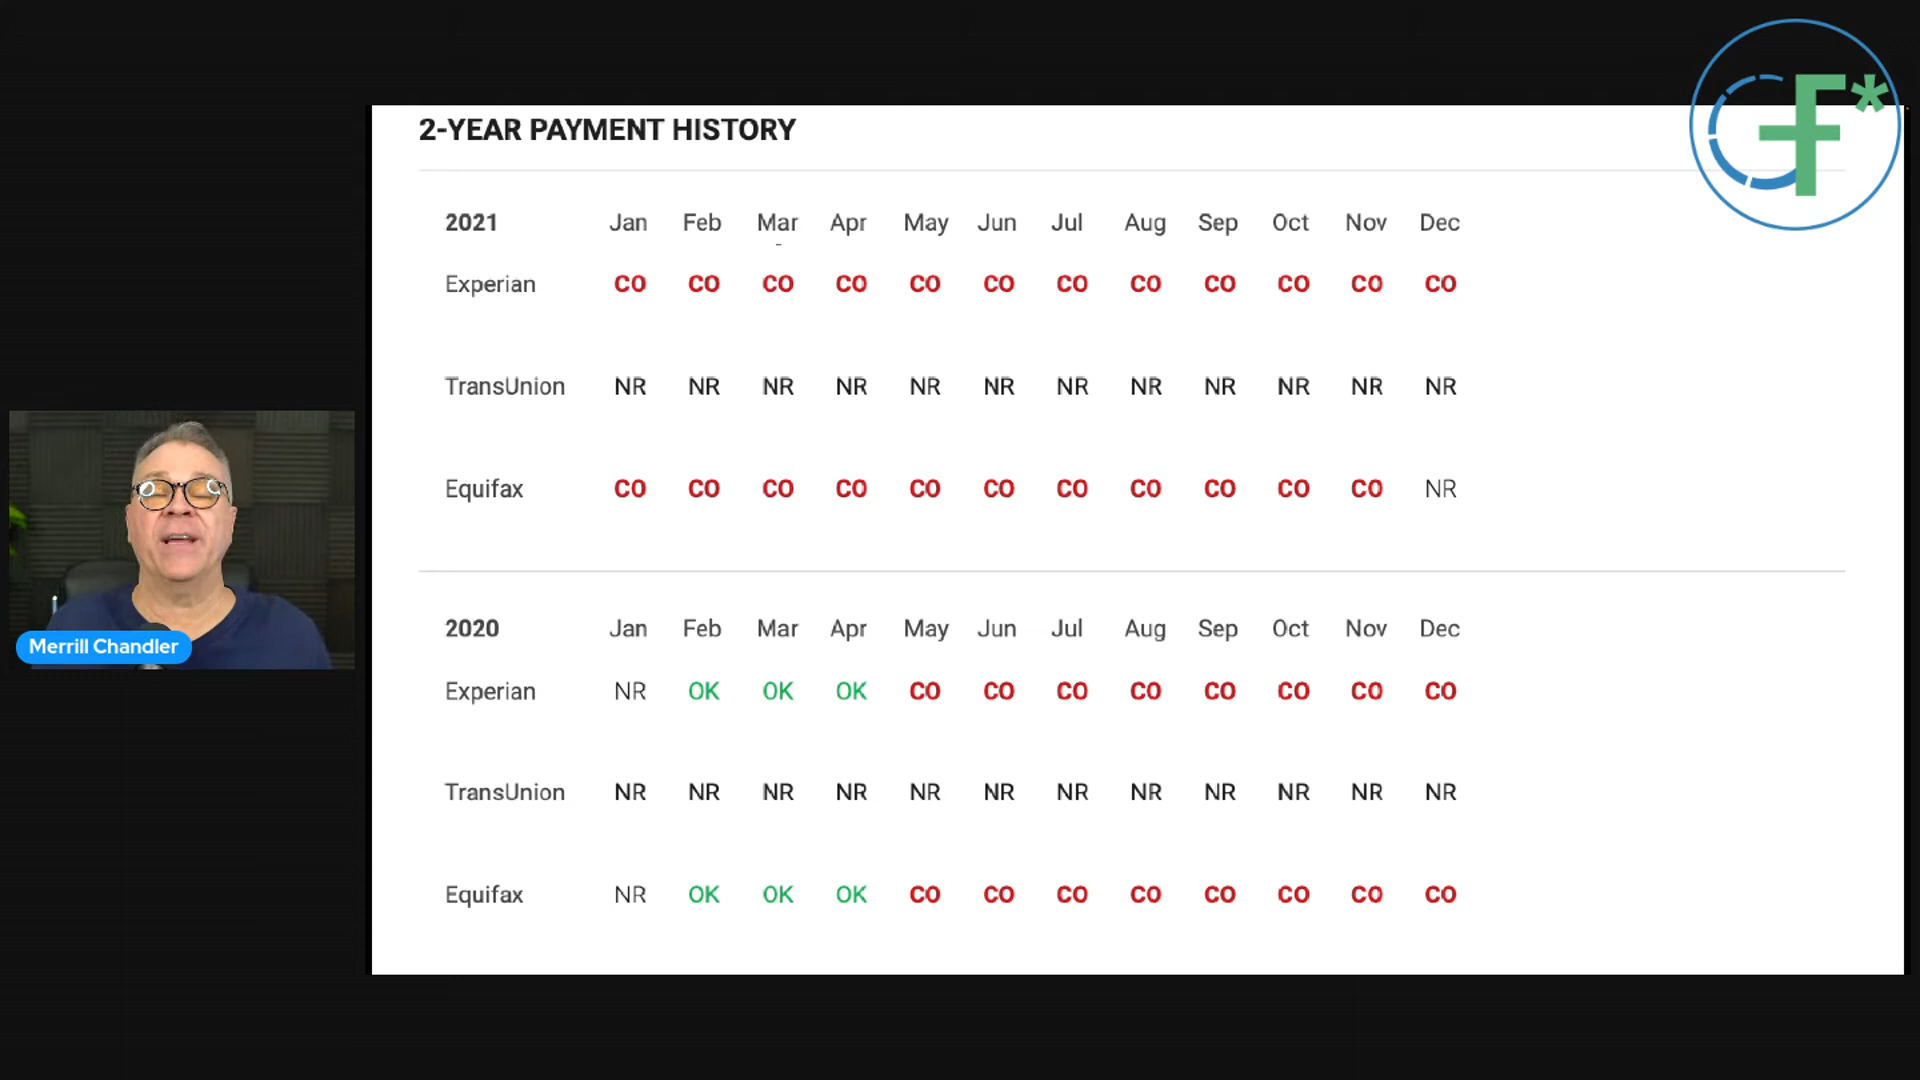 2-YEAR PAYMENT HISTORY
2021 Jan Feb Mar Apr May Jun Jul Aug Sep Oct Nov Dec
Experian CO CO CO CO CO CO CO CO CO CO CO CO
TransUnion NR NR NR NR NR NR NR NR NR NR NR NR
Equifax CO CO CO CO CO CO CO CO CO CO CO NR
2020 Jan Feb Mar Apr May Jun Jul Aug Sep Oct Nov Dec
Experian NR OK OK OK CO CO CO CO CO CO CO CO
TransUnion NR NR NR NR NR NR NR NR NR NR NR NR
Equifax NR OK OK OK CO CO CO CO CO CO CO CO
Merrill Chandler
GF*